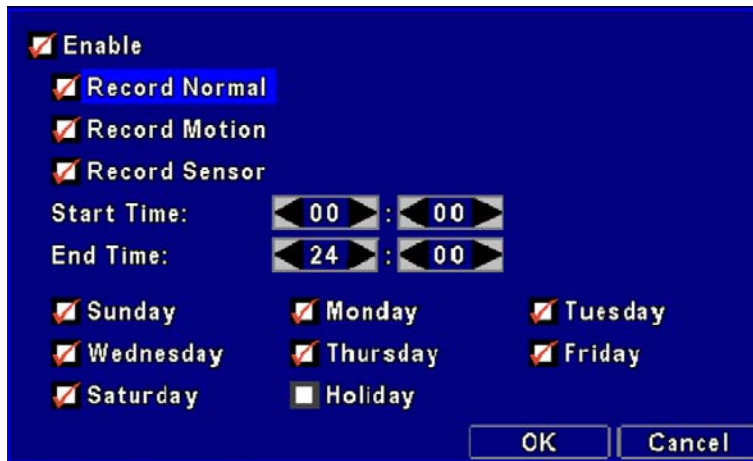 Enable
Record Normal
Record Motion
Record Sensor
Start Time: 00 : 00
End Time: 24 : 00
Sunday Monday Tuesday
Wednesday Thursday Friday
Saturday Holiday
OK Cancel